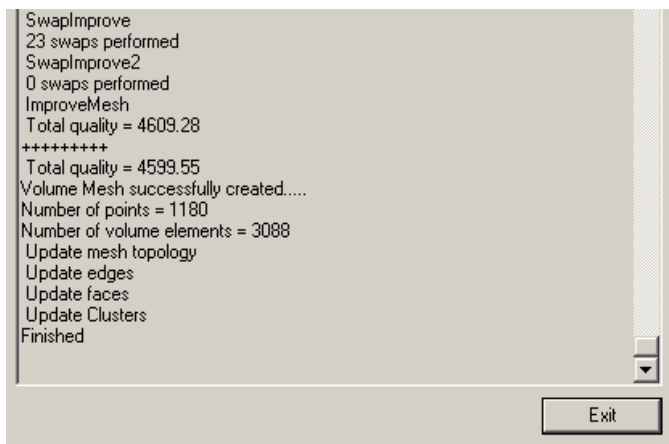 SwapImprove
23 swaps performed
SwapImprove2
0 swaps performed
ImproveMesh
Total quality = 4609.28
+++++++++
Total quality = 4599.55
Volume Mesh successfully created.....
Number of points = 1180
Number of volume elements = 3088
Update mesh topology
Update edges
Update faces
Update Clusters
Finished
Exit